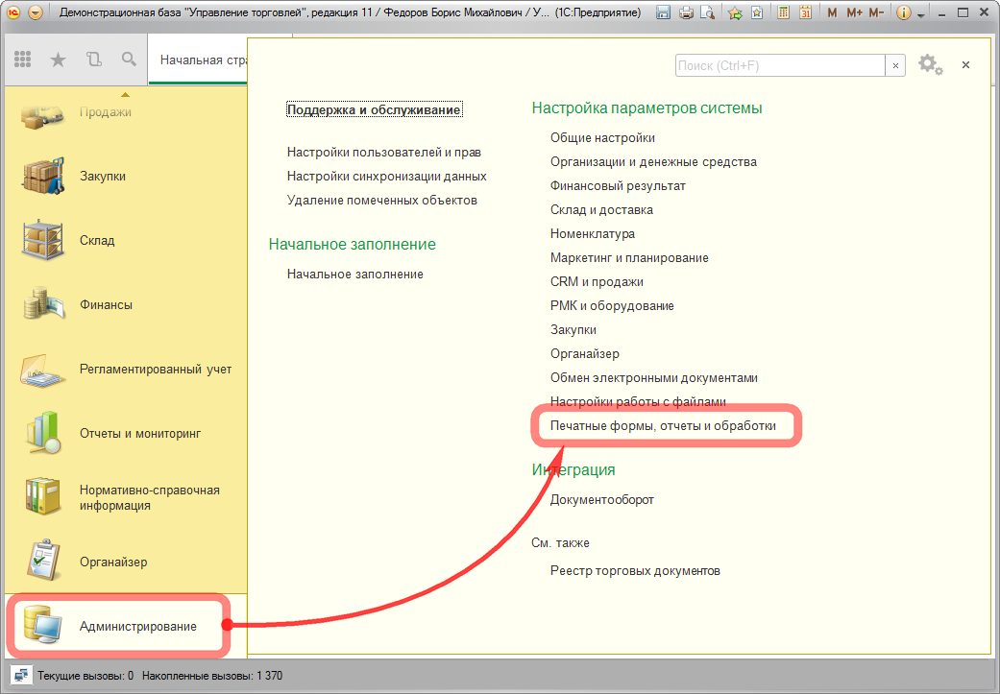 Демонстрационная база "Управление торговлей", редакция 11 / Федоров Борис Михайлович / У... (1С:Предприятие)
M M+ M-
31
Начальная стра
Поиск (Ctrl+F)
Продажи
Закупки
Склад
Финансы
Регламентированный учет
Отчеты и мониторинг
Нормативно-справочная
информация
Органайзер
Администрирование
Поддержка и обслуживание
Настройки пользователей и прав
Настройки синхронизации данных
Удаление помеченных объектов
Начальное заполнение
Начальное заполнение
Настройка параметров системы
Общие настройки
Организации и денежные средства
Финансовый результат
Склад и доставка
Номенклатура
Маркетинг и планирование
CRM и продажи
РМК и оборудование
Закупки
Органайзер
Обмен электронными документами
Настройки работы с файлами
Печатные формы, отчеты и обработки
Интеграция
Документооборот
См. также
Реестр торговых документов
Текущие вызовы: 0 Накопленные вызовы: 1 370